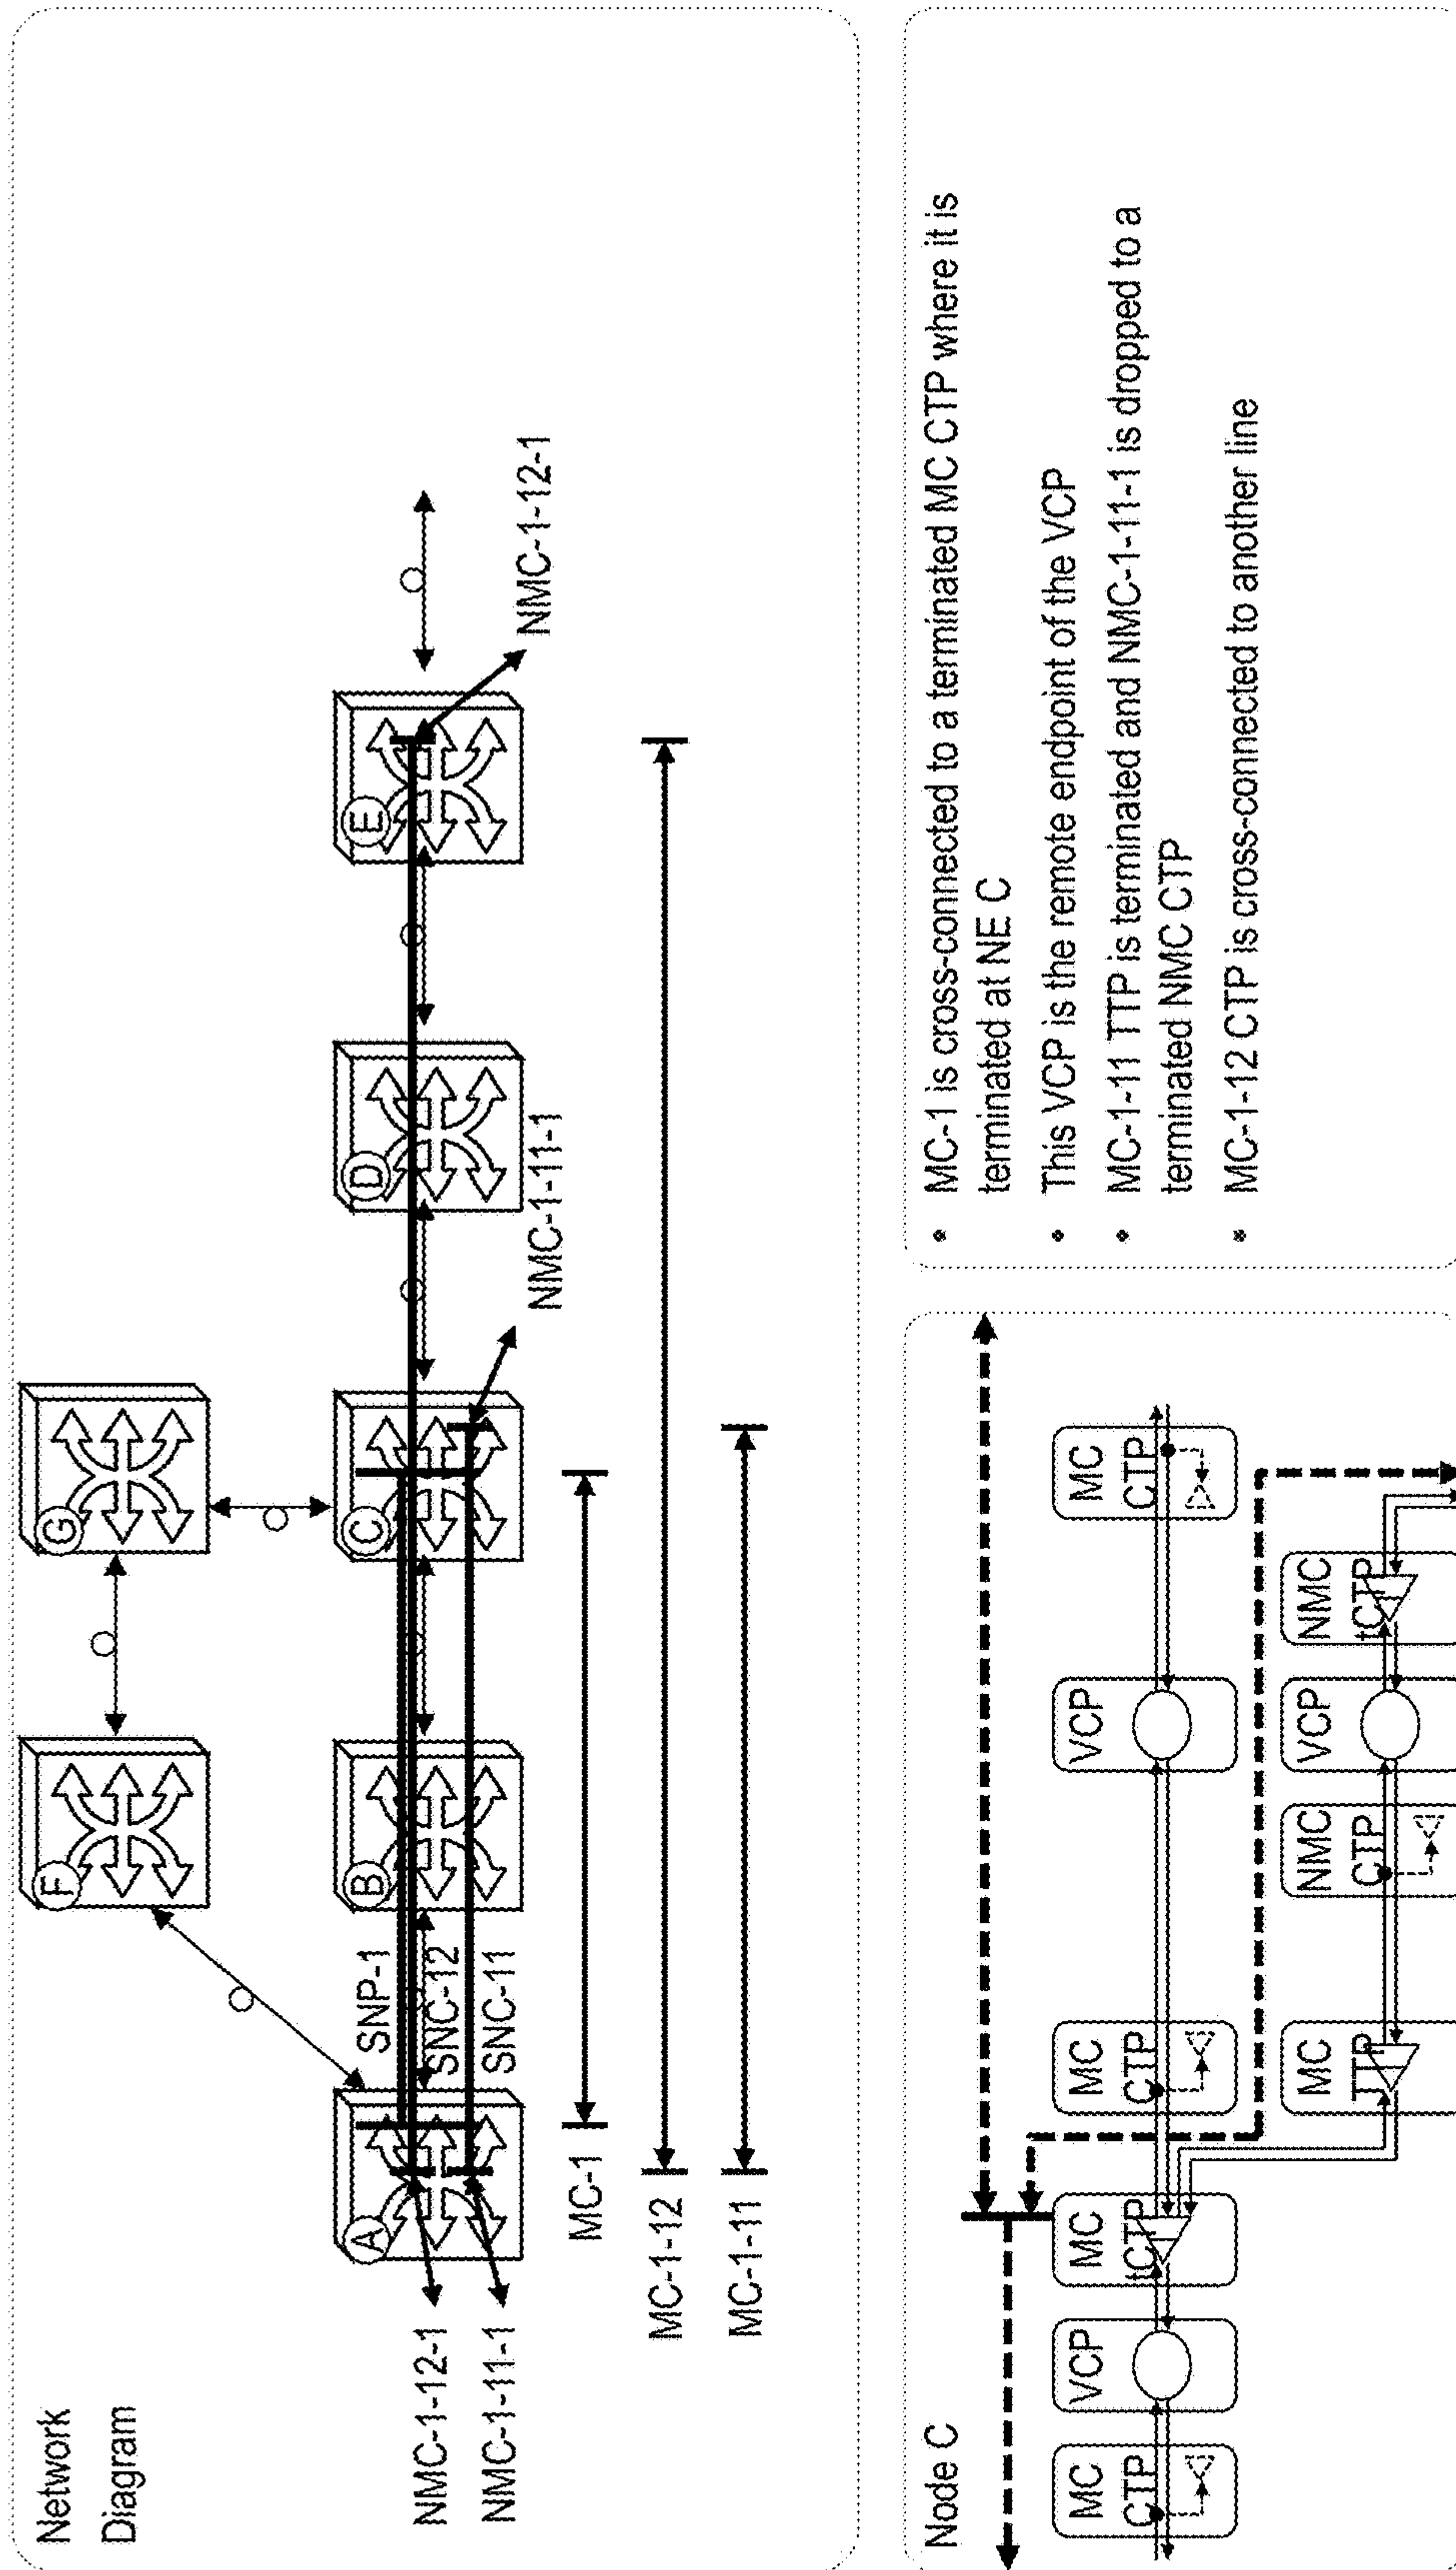 Network
Diagram
F
G
A
B
C
D
E
SNP-1
SNC-12
SNC-11
NMC-1-12-1
NMC-1-11-1
NMC-1-11-1
NMC-1-12-1
MC-1
MC-1-12
MC-1-11
Node C
MC
CTP
VCP
MC
tCTP
MC
CTP
VCP
MC
CTP
MC
TTP
NMC
CTP
VCP
NMC
tCTP
• MC-1 is cross-connected to a terminated MC CTP where it is
terminated at NE C
• This VCP is the remote endpoint of the VCP
• MC-1-11 TTP is terminated and NMC-1-11-1 is dropped to a
terminated NMC CTP
• MC-1-12 CTP is cross-connected to another line